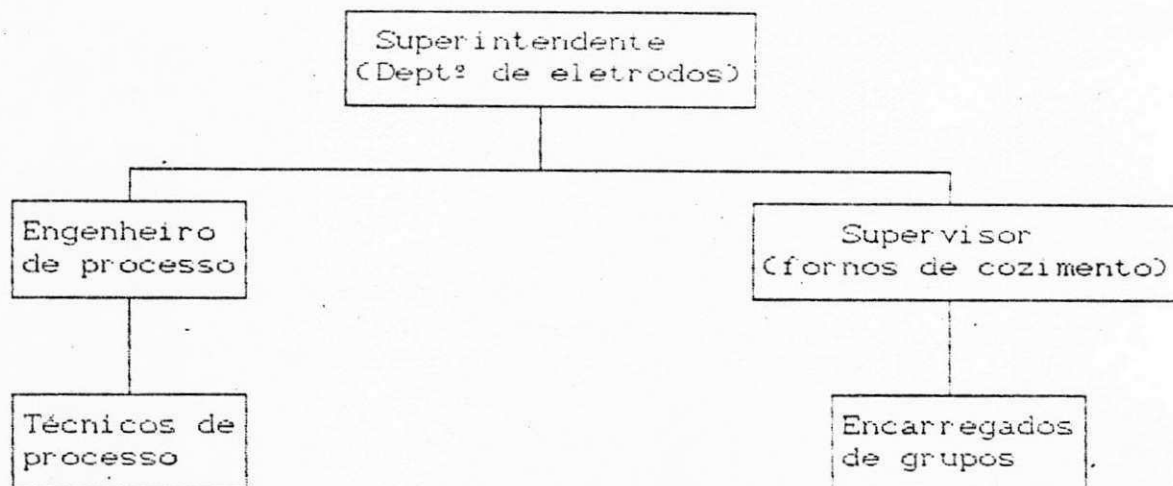 Superintendente
(Deptº de eletrodos)
Engenheiro
de processo
Supervisor
(fornos de cozimento)
Técnicos de
processo
Encarregados
de grupos